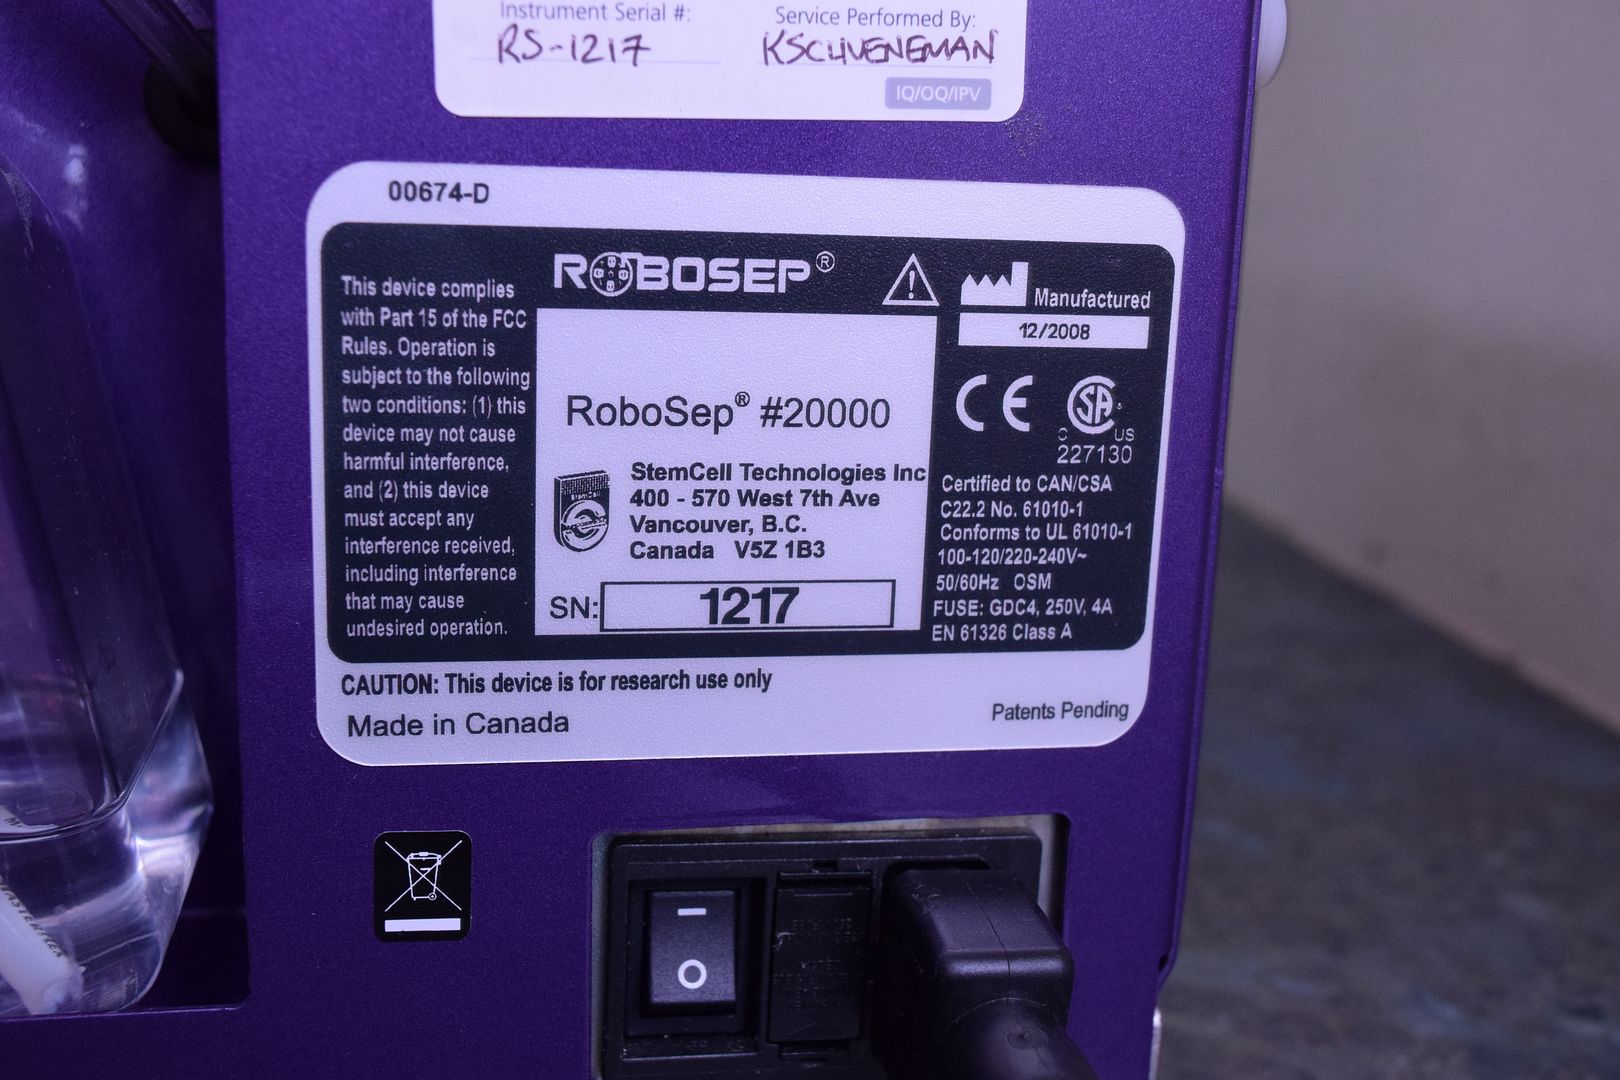 Instrument Serial #:
RS-1217
Service Performed By:
KSCHUENEMAN
IQ/OQ/IPV
00674-D
This device complies
with Part 15 of the FCC
Rules. Operation is
subject to the following
two conditions: (1) this
device may not cause
harmful interference,
and (2) this device
must accept any
interference received,
including interference
that may cause
undesired operation.
ROBOSEP®
RoboSep® #20000
StemCell
StemCell Technologies Inc
400 - 570 West 7th Ave
Vancouver, B.C.
Canada V5Z 1B3
SN: 1217
Manufactured
12/2008
CE
SA
C US
227130
Certified to CAN/CSA
C22.2 No. 61010-1
Conforms to UL 61010-1
100-120/220-240V~
50/60Hz OSM
FUSE: GDC4, 250V, 4A
EN 61326 Class A
CAUTION: This device is for research use only
Made in Canada
Patents Pending